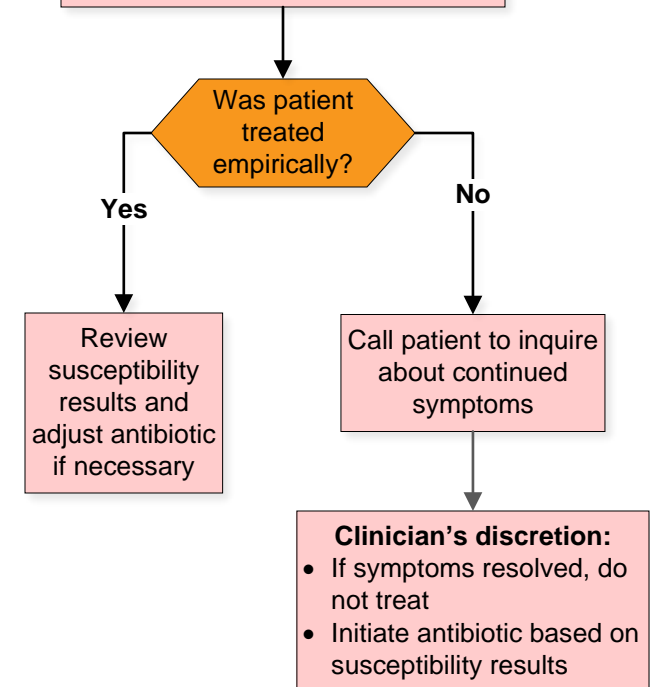 Was patient
treated
empirically?
Yes
No
Review
susceptibility
results and
adjust antibiotic
if necessary
Call patient to inquire
about continued
symptoms
Clinician's discretion:
• If symptoms resolved, do
not treat
• Initiate antibiotic based on
susceptibility results